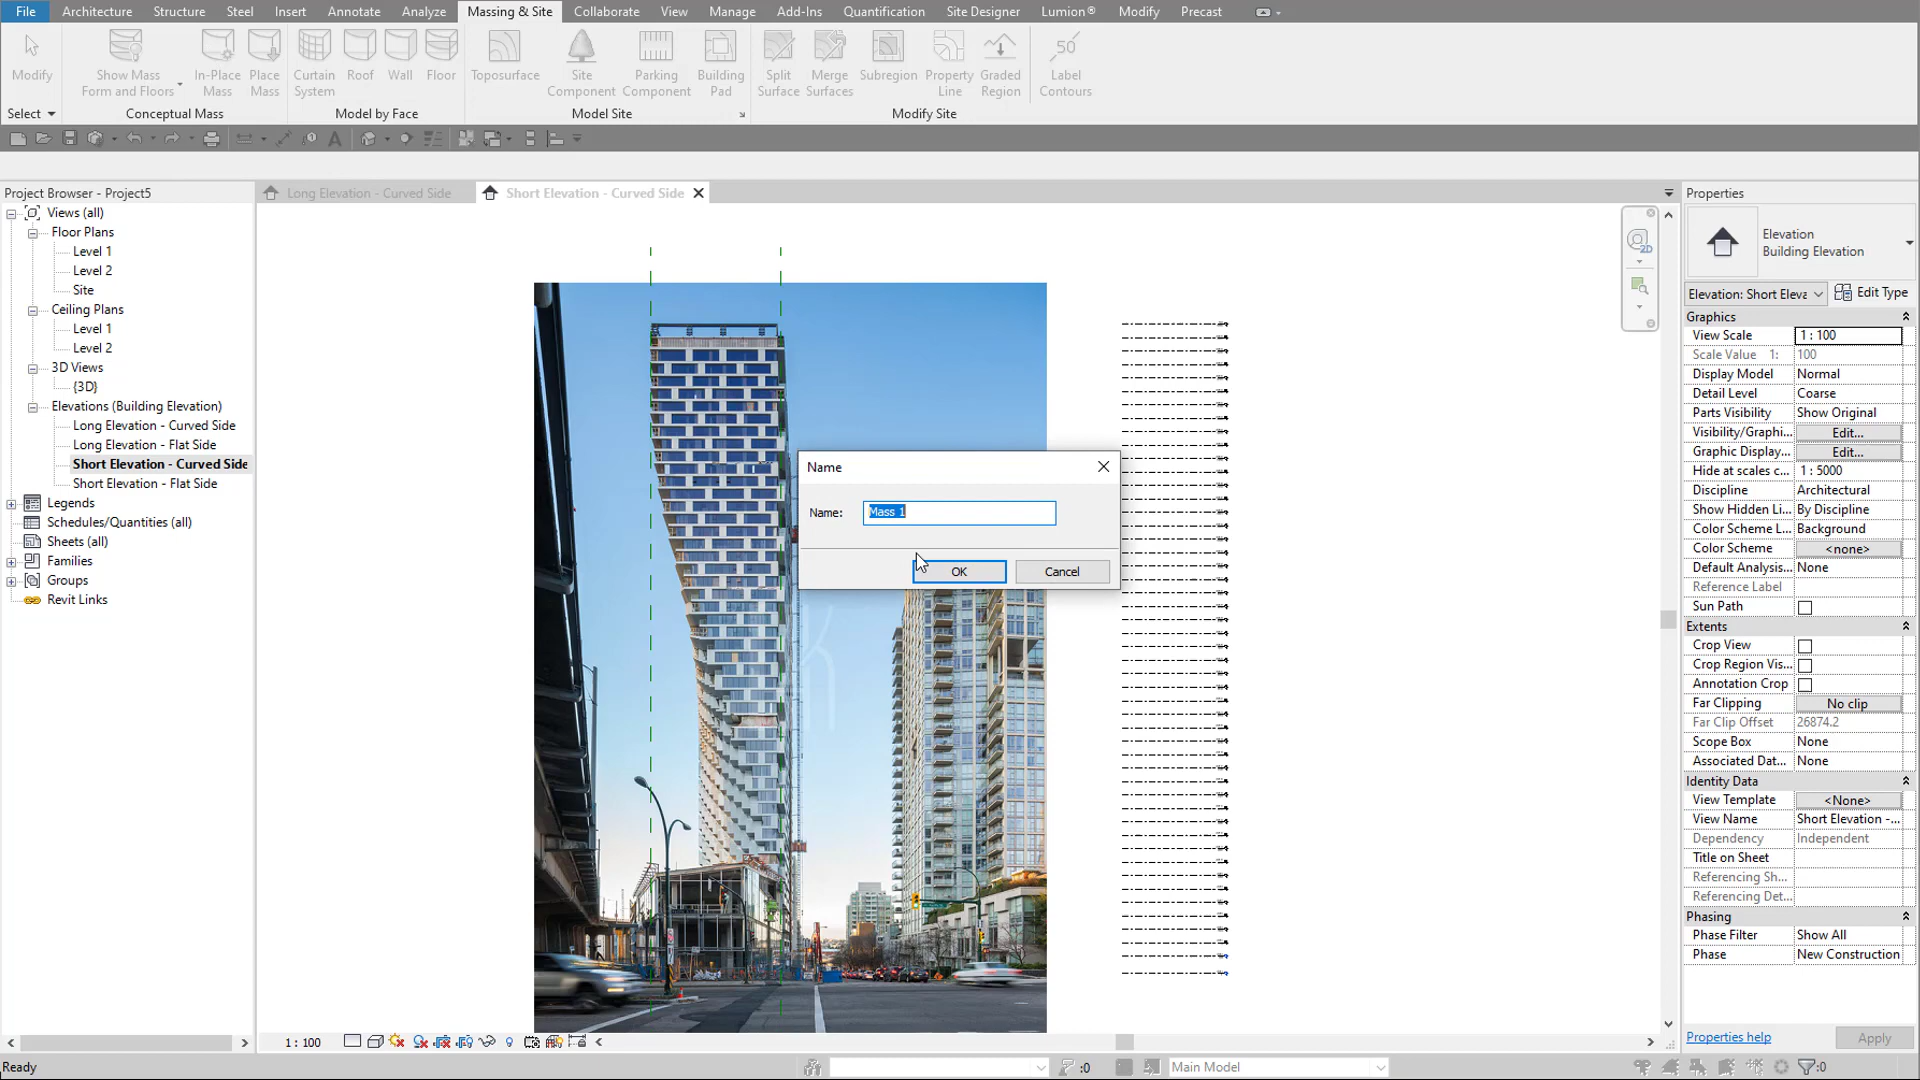 File Architecture Structure Steel Insert Annotate Analyze Massing & Site Collaborate View Manage Add-Ins Quantification Site Designer Lumion® Modify Precast
Modify
Show Mass
Form and Floors
In-Place
Mass
Place
Mass
Curtain
System
Roof
Wall
Floor
Toposurface
Site
Component
Parking
Component
Building
Pad
Split
Surface
Merge
Surfaces
Subregion
Property
Line
Graded
Region
50
Label
Contours
Select
Conceptual Mass
Model by Face
Model Site
Modify Site
Project Browser - Project5
Views (all)
Floor Plans
Level 1
Level 2
Site
Ceiling Plans
Level 1
Level 2
3D Views
{3D}
Elevations (Building Elevation)
Long Elevation - Curved Side
Long Elevation - Flat Side
Short Elevation - Curved Side
Short Elevation - Flat Side
Legends
Schedules/Quantities (all)
Sheets (all)
Families
Groups
Revit Links
Long Elevation - Curved Side
Short Elevation - Curved Side
2D
Name
Name: Mass 1
OK
Cancel
Properties
Elevation
Building Elevation
Elevation: Short Eleva
Edit Type
Graphics
View Scale 1 : 100
Scale Value 1: 100
Display Model Normal
Detail Level Coarse
Parts Visibility Show Original
Visibility/Graphi... Edit...
Graphic Display... Edit...
Hide at scales c... 1 : 5000
Discipline Architectural
Show Hidden Li... By Discipline
Color Scheme L... Background
Color Scheme <none>
Default Analysis... None
Reference Label
Sun Path
Extents
Crop View
Crop Region Vis...
Annotation Crop
Far Clipping No clip
Far Clip Offset 26874.2
Scope Box None
Associated Dat... None
Identity Data
View Template <None>
View Name Short Elevation -...
Dependency Independent
Title on Sheet
Referencing Sh...
Referencing Det...
Phasing
Phase Filter Show All
Phase New Construction
Properties help
Apply
1 : 100
Ready
:0
Main Model
:0